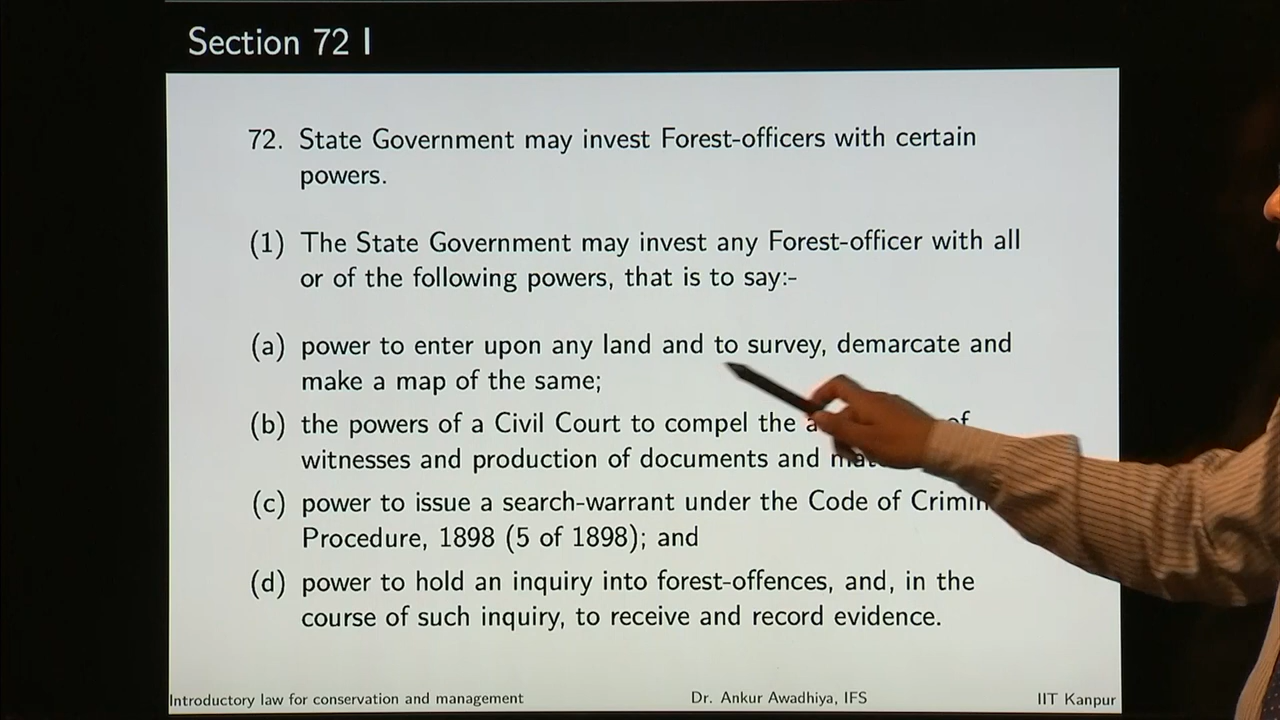 Section 72 I
72. State Government may invest Forest-officers with certain
powers.
(1) The State Government may invest any Forest-officer with all
or of the following powers, that is to say:-
(a) power to enter upon any land and to survey, demarcate and
make a map of the same;
(b) the powers of a Civil Court to compel the of
witnesses and production of documents and
(c) power to issue a search-warrant under the Code of
Procedure, 1898 (5 of 1898); and
(d) power to hold an inquiry into forest-offences, and, in the
course of such inquiry, to receive and record evidence.
Introductory law for conservation and management Dr. Ankur Awadhiya, IFS IIT Kanpur